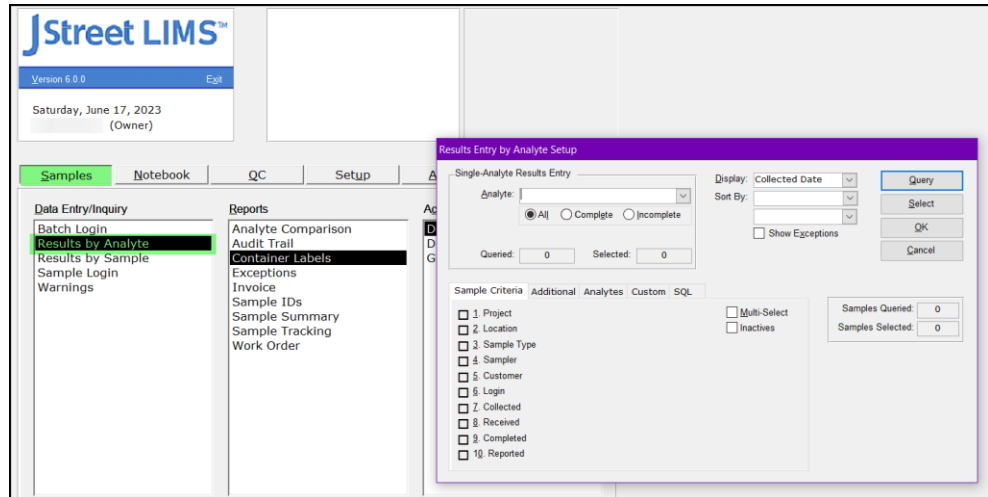 JStreet LIMS™
Version 6.0.0 Exit
Saturday, June 17, 2023
(Owner)
Samples Notebook QC Setup A
Data Entry/Inquiry
Batch Login
Results by Analyte
Results by Sample
Sample Login
Warnings
Reports
Analyte Comparison
Audit Trail
Container Labels
Exceptions
Invoice
Sample IDs
Sample Summary
Sample Tracking
Work Order
Ag
D
D
G
Results Entry by Analyte Setup
Single-Analyte Results Entry
Analyte:
All Complete Incomplete
Queried: 0 Selected: 0
Display: Collected Date
Sort By:
Show Exceptions
Query
Select
OK
Cancel
Sample Criteria Additional Analytes Custom SQL
1. Project
2. Location
3. Sample Type
4. Sampler
5. Customer
6. Login
7. Collected
8. Received
9. Completed
10. Reported
Multi-Select
Inactives
Samples Queried: 0
Samples Selected: 0